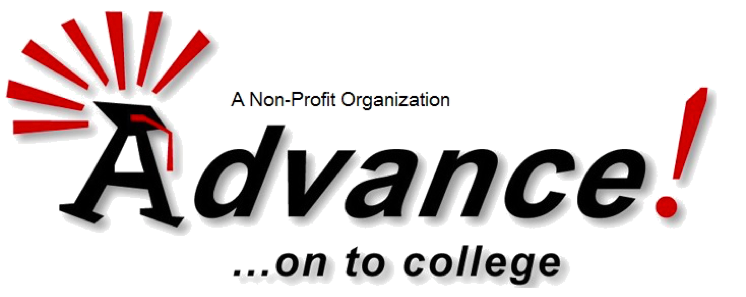 A Non-Profit Organization
Advance!
...on to college